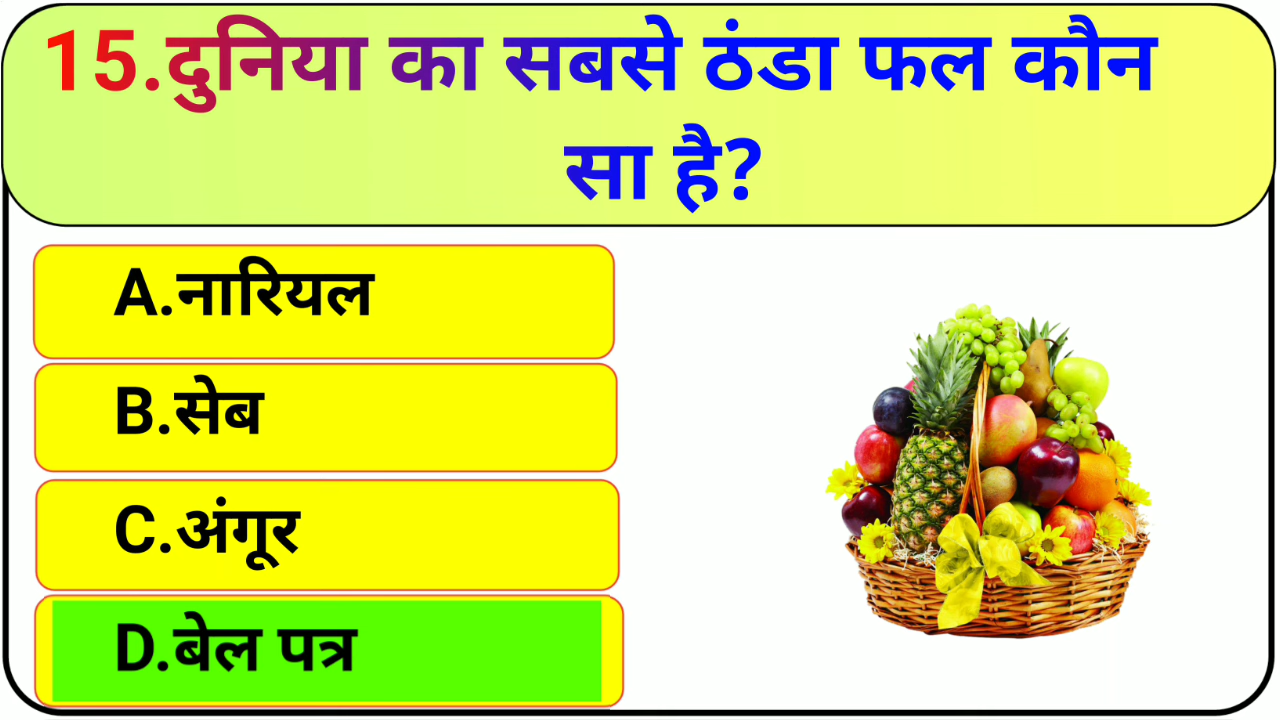 15.दुनिया का सबसे ठंडा फल कौन
सा है?
A.नारियल
B.सेब
C.अंगूर
D.बेल पत्र